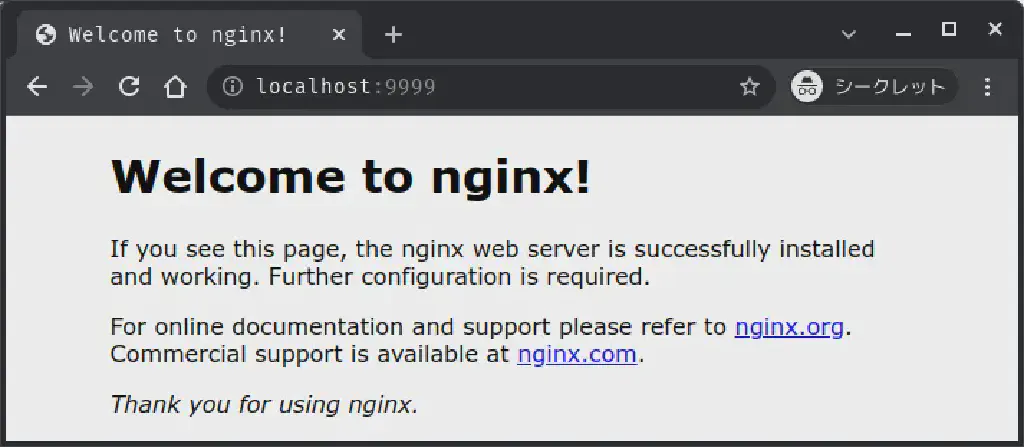 Welcome to nginx!
localhost:9999
シークレット
Welcome to nginx!
If you see this page, the nginx web server is successfully installed
and working. Further configuration is required.
For online documentation and support please refer to nginx.org.
Commercial support is available at nginx.com.
Thank you for using nginx.